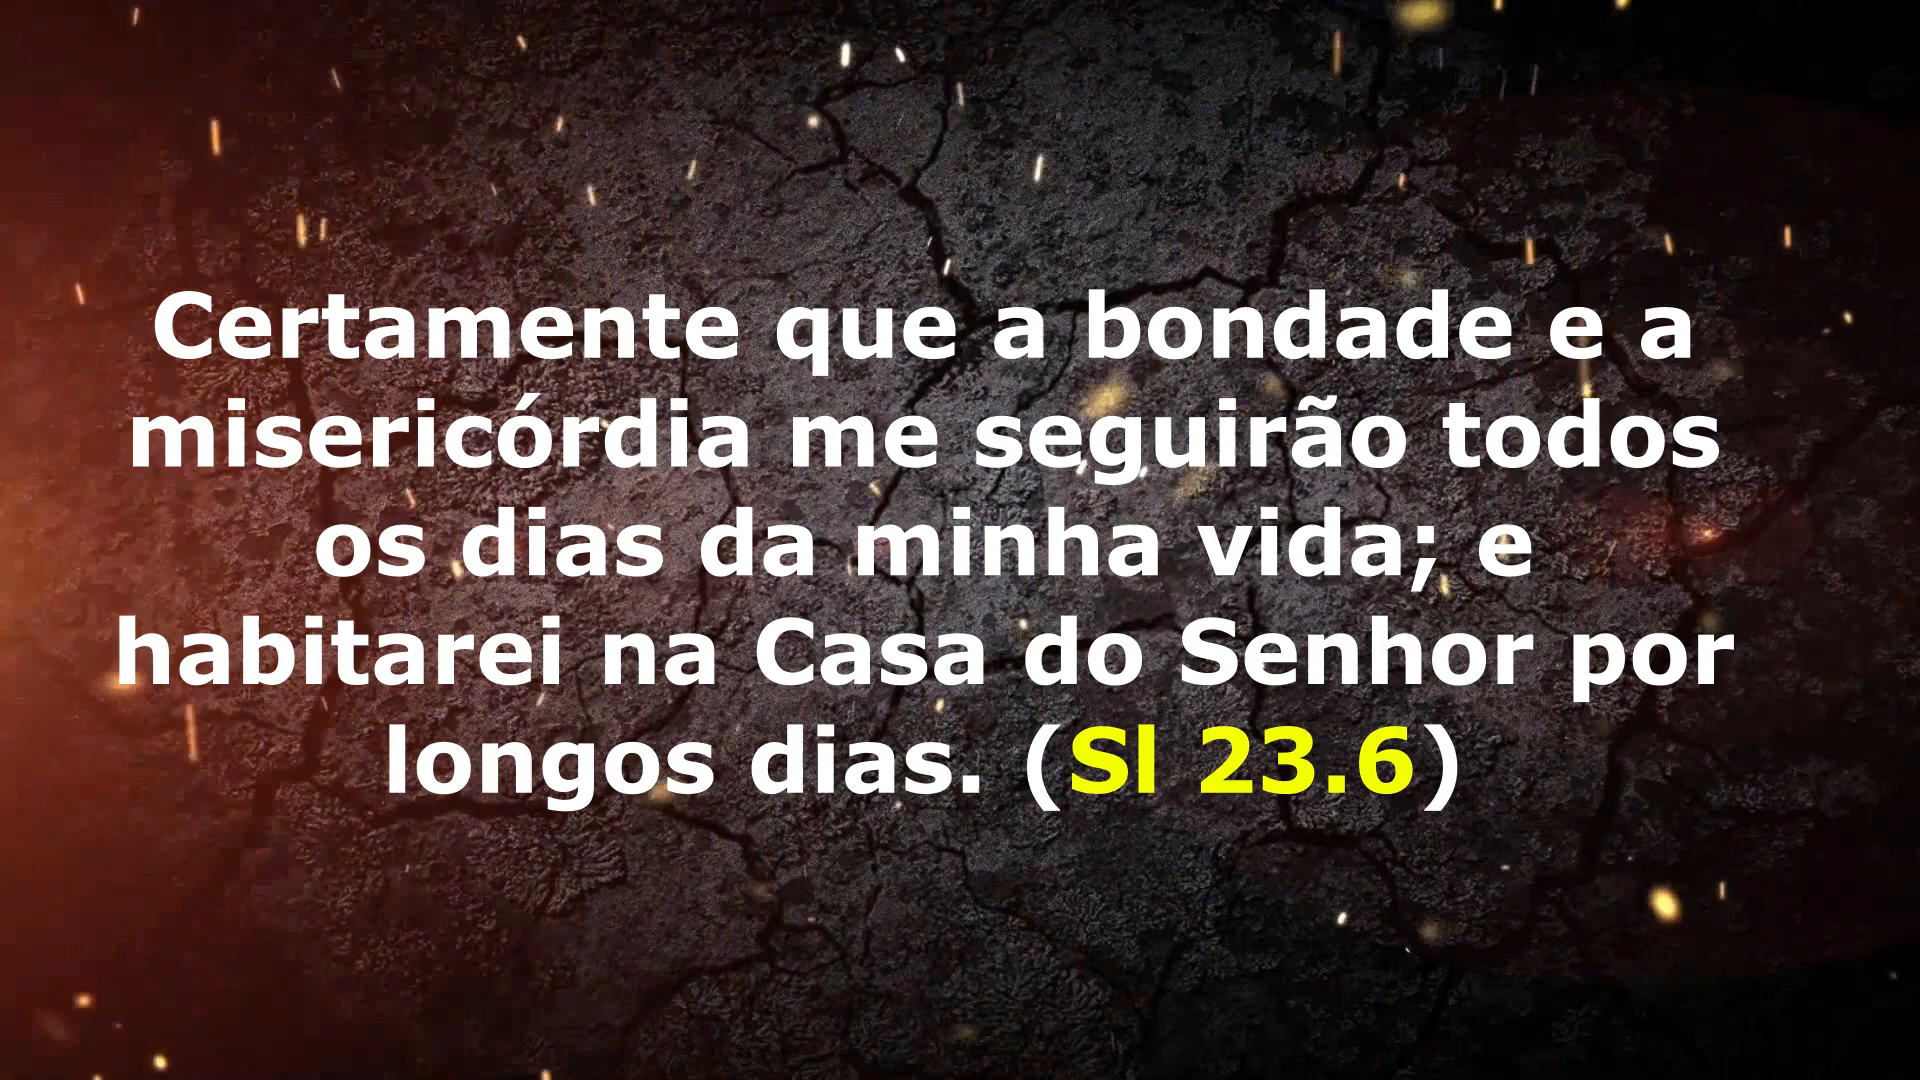 Certamente que a bondade e a
misericórdia me seguirão todos
os dias da minha vida; e
habitarei na Casa do Senhor por
longos dias. (Sl 23.6)